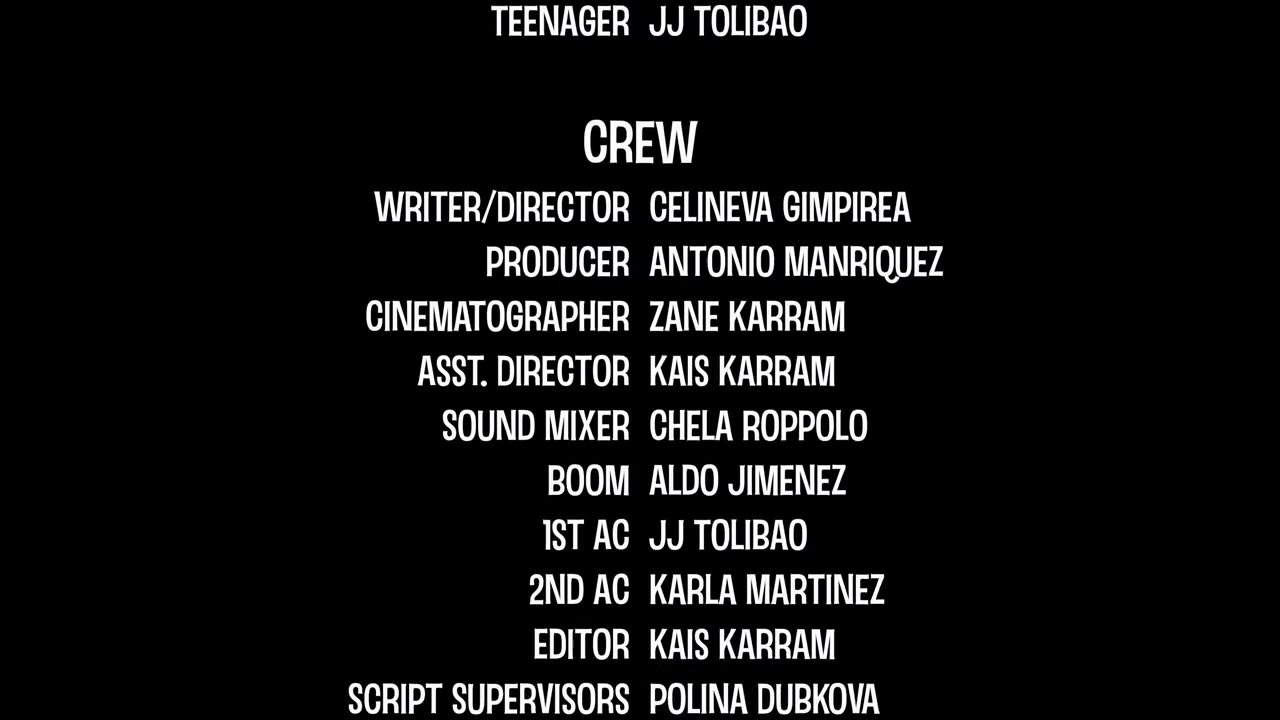 TEENAGER JJ TOLIBAO
CREW
WRITER/DIRECTOR CELINEVA GIMPIREA
PRODUCER ANTONIO MANRIQUEZ
CINEMATOGRAPHER ZANE KARRAM
ASST. DIRECTOR KAIS KARRAM
SOUND MIXER CHELA ROPPOLO
BOOM ALDO JIMENEZ
1ST AC JJ TOLIBAO
2ND AC KARLA MARTINEZ
EDITOR KAIS KARRAM
SCRIPT SUPERVISORS POLINA DUBKOVA